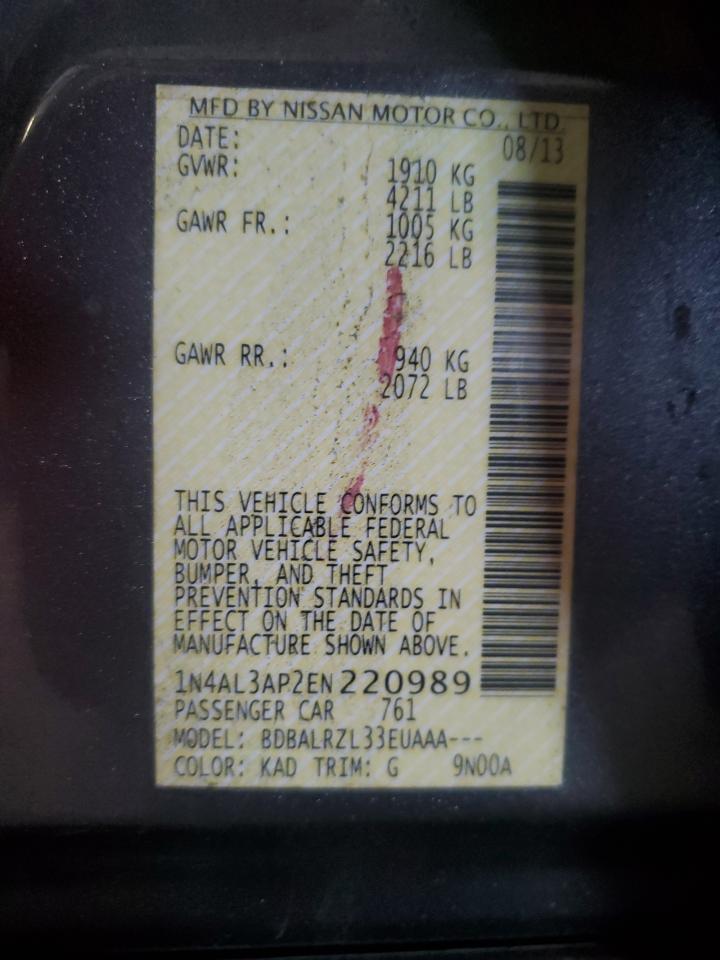 MFD BY NISSAN MOTOR CO., LTD.
DATE: 08/13
GVWR: 1910 KG
4211 LB
GAWR FR.: 1005 KG
2216 LB
GAWR RR.: 940 KG
2072 LB
THIS VEHICLE CONFORMS TO
ALL APPLICABLE FEDERAL
MOTOR VEHICLE SAFETY,
BUMPER, AND THEFT
PREVENTION STANDARDS IN
EFFECT ON THE DATE OF
MANUFACTURE SHOWN ABOVE.
1N4AL3AP2EN 220989
PASSENGER CAR 761
MODEL: BDBALRZL33EUAAA---
COLOR: KAD TRIM: G 9N00A